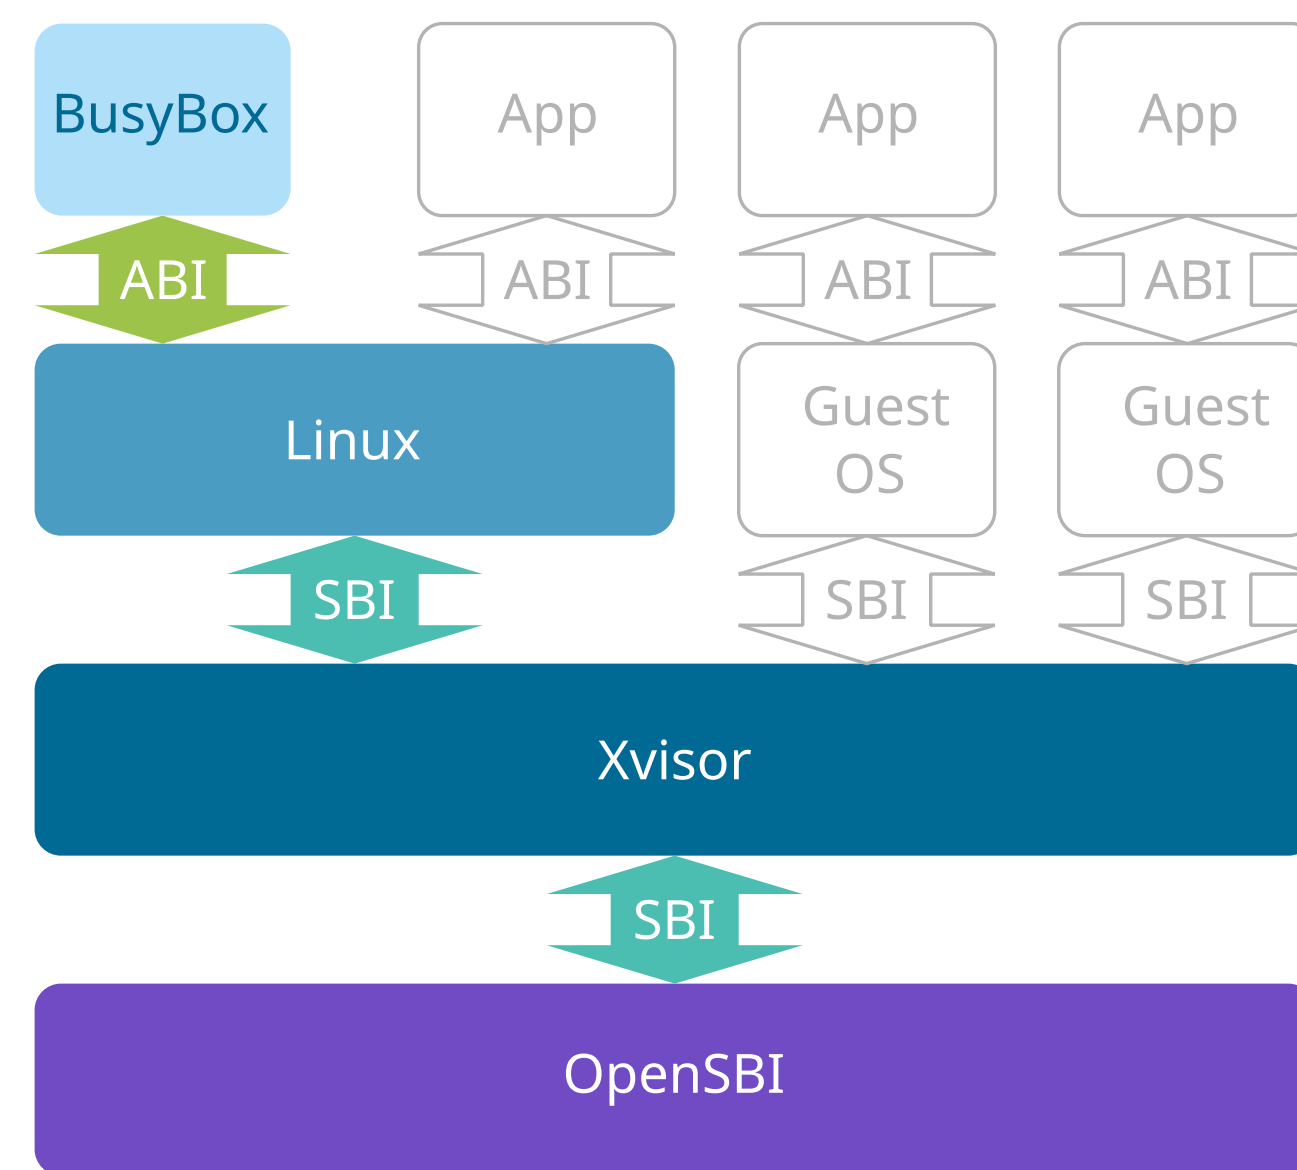 BusyBox
App
App
App
ABI
ABI
ABI
ABI
Linux
Guest
OS
Guest
OS
SBI
SBI
SBI
Xvisor
SBI
OpenSBI